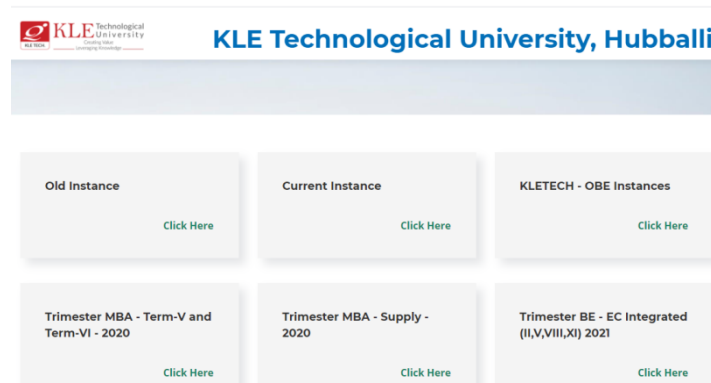 KLE Technological
University
Creating Value
Leveraging Knowledge
KLE TECH
KLE Technological University, Hubballi
Old Instance
Current Instance
KLETECH - OBE Instances
Click Here
Click Here
Click Here
Trimester MBA - Term-V and
Term-VI - 2020
Trimester MBA - Supply -
2020
Trimester BE - EC Integrated
(II,V,VIII,XI) 2021
Click Here
Click Here
Click Here